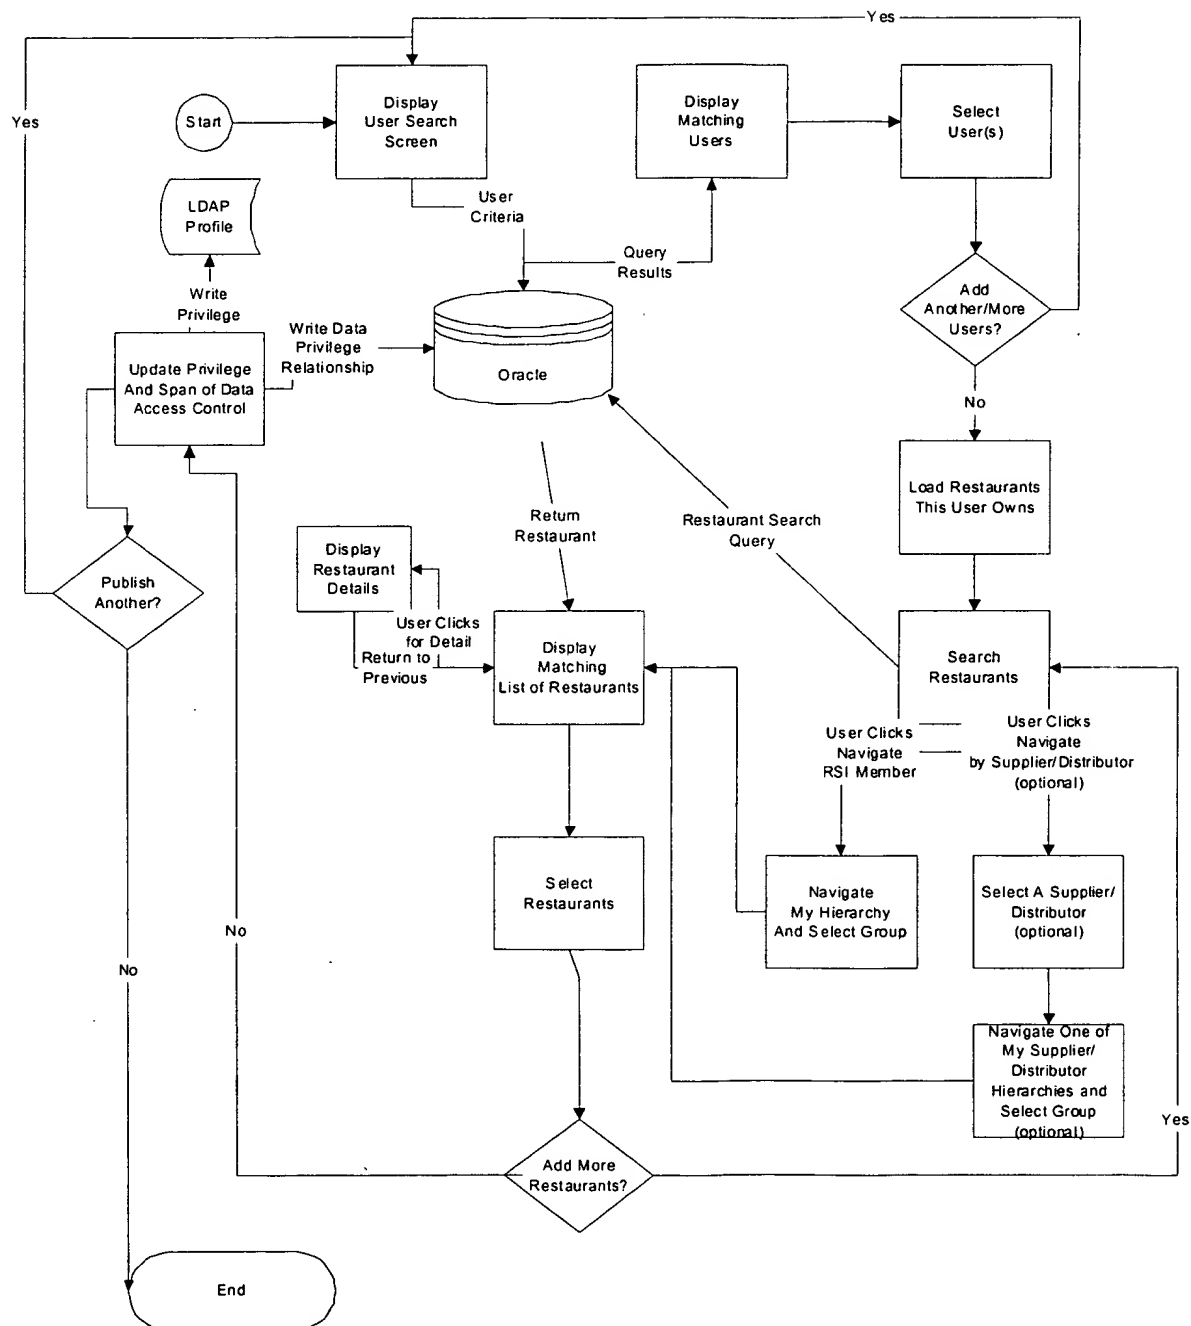 Yes
Yes
Start
Display
User Search
Screen
Display
Matching
Users
Select
User(s)
LDAP
Profile
User
Criteria
Query
Results
Write
Privilege
Write Data
Privilege
Relationship
Add
Another/More
Users?
Update Privilege
And Span of Data
Access Control
Oracle
No
Load Restaurants
This User Owns
Return
Restaurant
Restaurant Search
Query
Display
Restaurant
Details
Publish
Another?
User Clicks
for Detail
Return to
Previous
Display
Matching
List of Restaurants
Search
Restaurants
User Clicks
Navigate
RSI Member
User Clicks
Navigate
by Supplier/Distributor
(optional)
Select
Restaurants
Navigate
My Hierarchy
And Select Group
Select A Supplier/
Distributor
(optional)
No
No
Navigate One of
My Supplier/
Distributor
Hierarchies and
Select Group
(optional)
Yes
Add More
Restaurants?
End